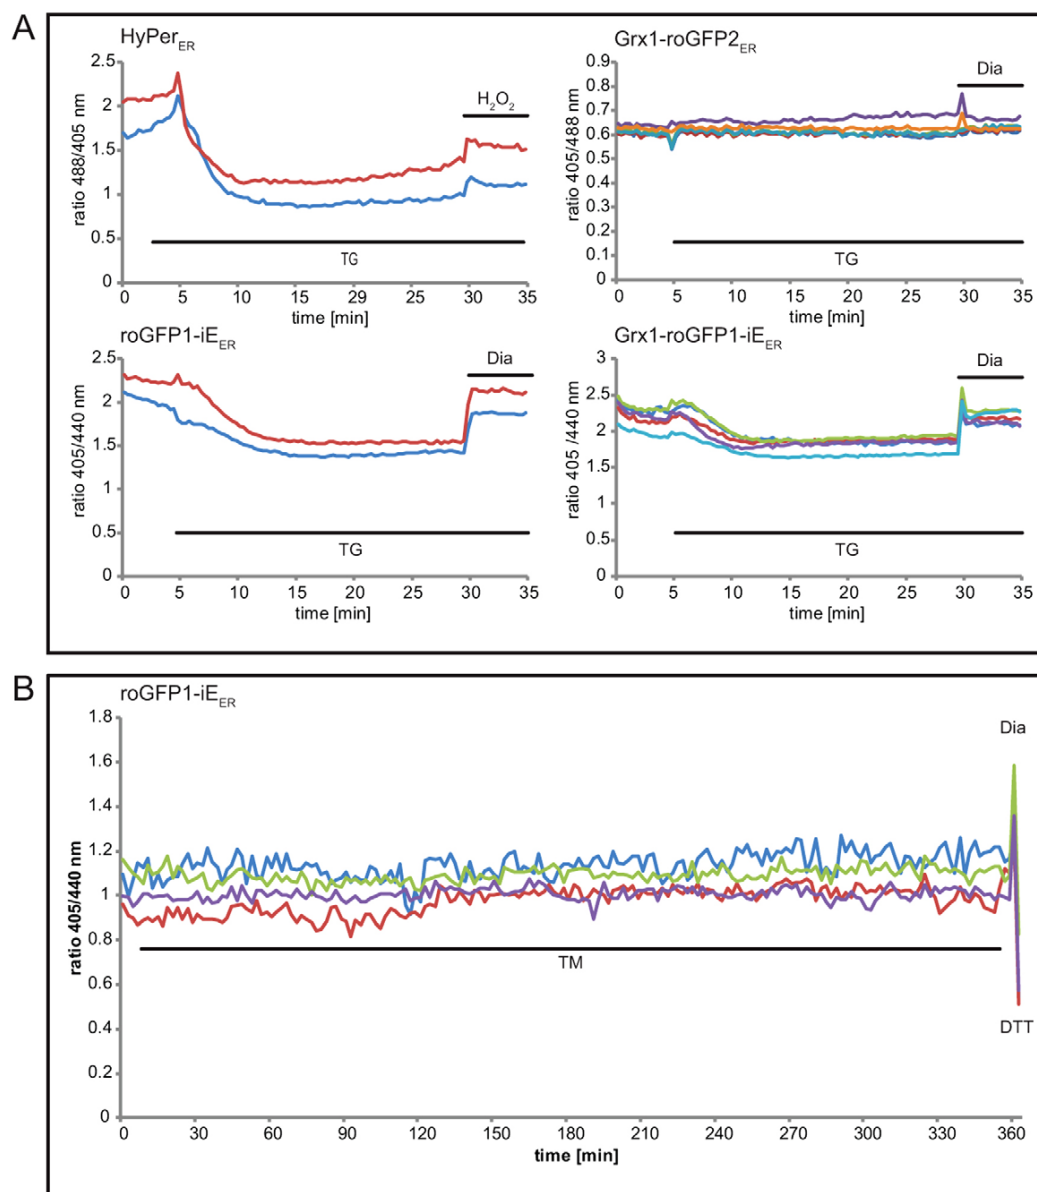 A
HyPerER
2.5
2
1.5
1
0.5
0
ratio 488/405 nm
H2O2
TG
0 5 10 15 29 25 30 35
time [min]
Grx1-roGFP2ER
0.9
0.8
0.7
0.6
0.5
0.4
0.3
0.2
0.1
0
ratio 405/488 nm
Dia
TG
0 5 10 15 20 25 30 35
time [min]
roGFP1-iEER
2.5
2
1.5
1
0.5
0
ratio 405/440 nm
Dia
TG
0 5 10 15 20 25 30 35
time [min]
Grx1-roGFP1-iEER
3
2.5
2
1.5
1
3.5
0
ratio 405 /440 nm
Dia
TG
0 5 10 15 20 25 30 35
time [min]
B
roGFP1-iEER
1.8
1.6
1.4
1.2
1
0.8
0.6
0.4
0.2
0
ratio 405/440 nm
Dia
TM
DTT
0 30 60 90 120 150 180 210 240 270 300 330 360
time [min]